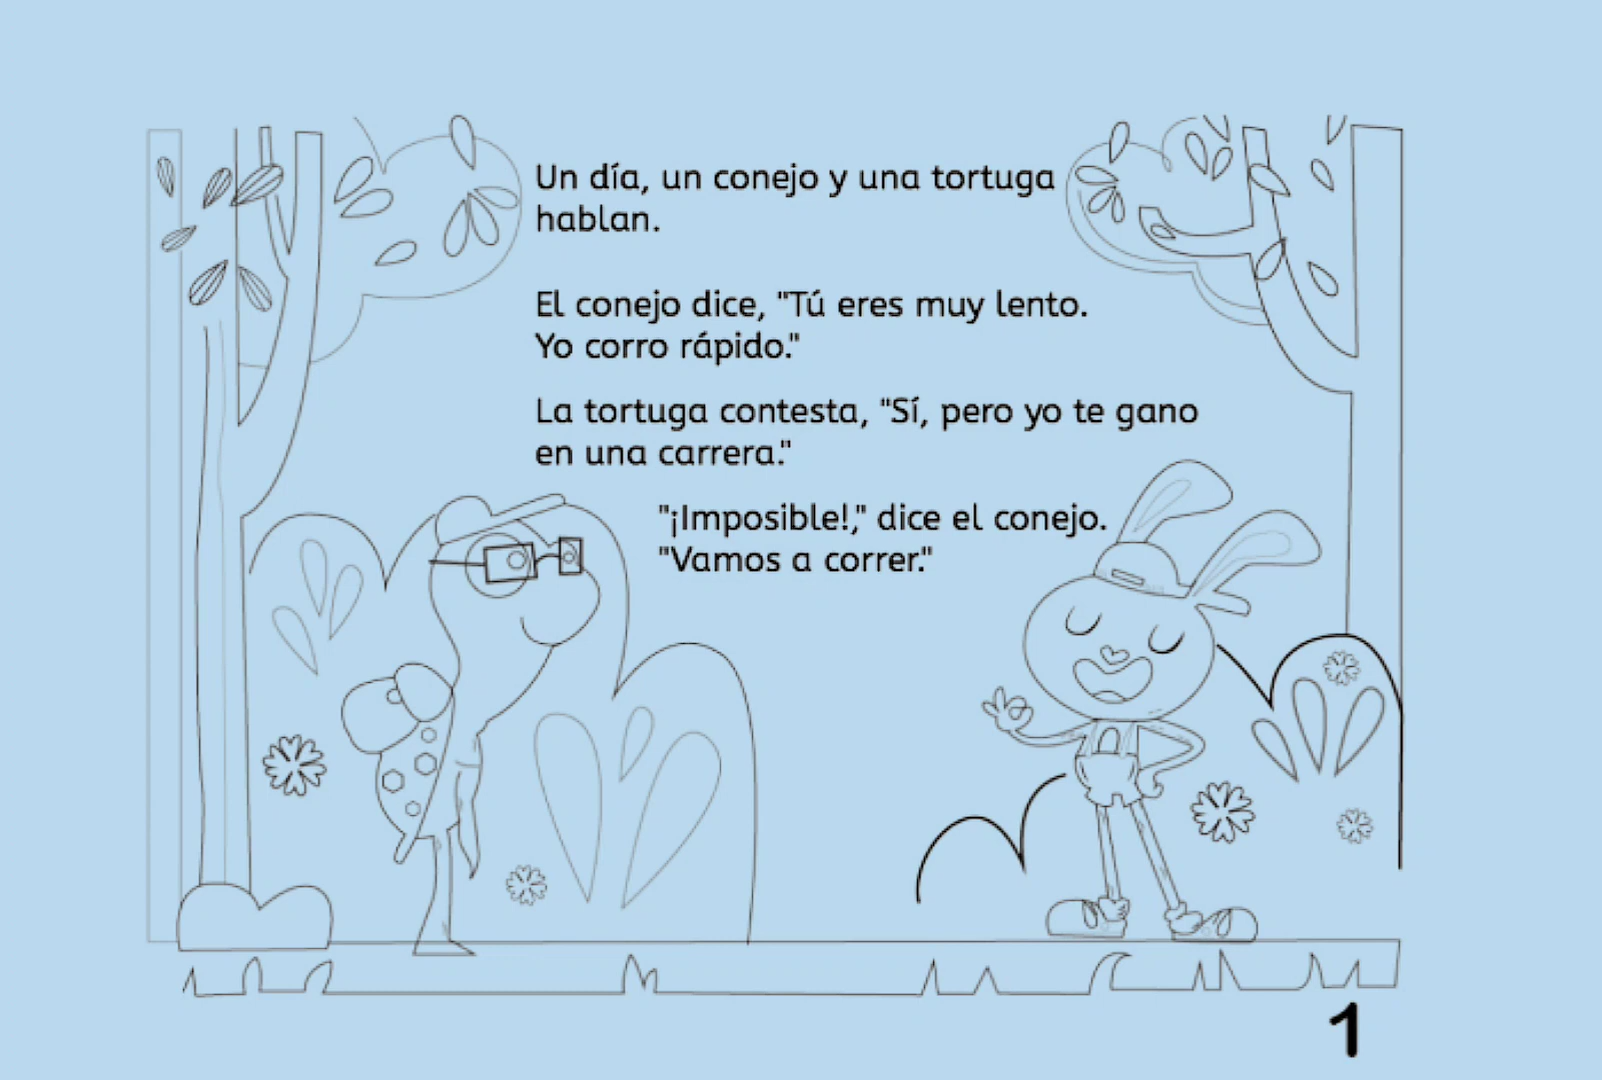 Un día, un conejo y una tortuga
hablan.
El conejo dice, "Tú eres muy lento.
Yo corro rápido."
La tortuga contesta, "Sí, pero yo te gano
en una carrera."
"¡Imposible!," dice el conejo.
"Vamos a correr."
1